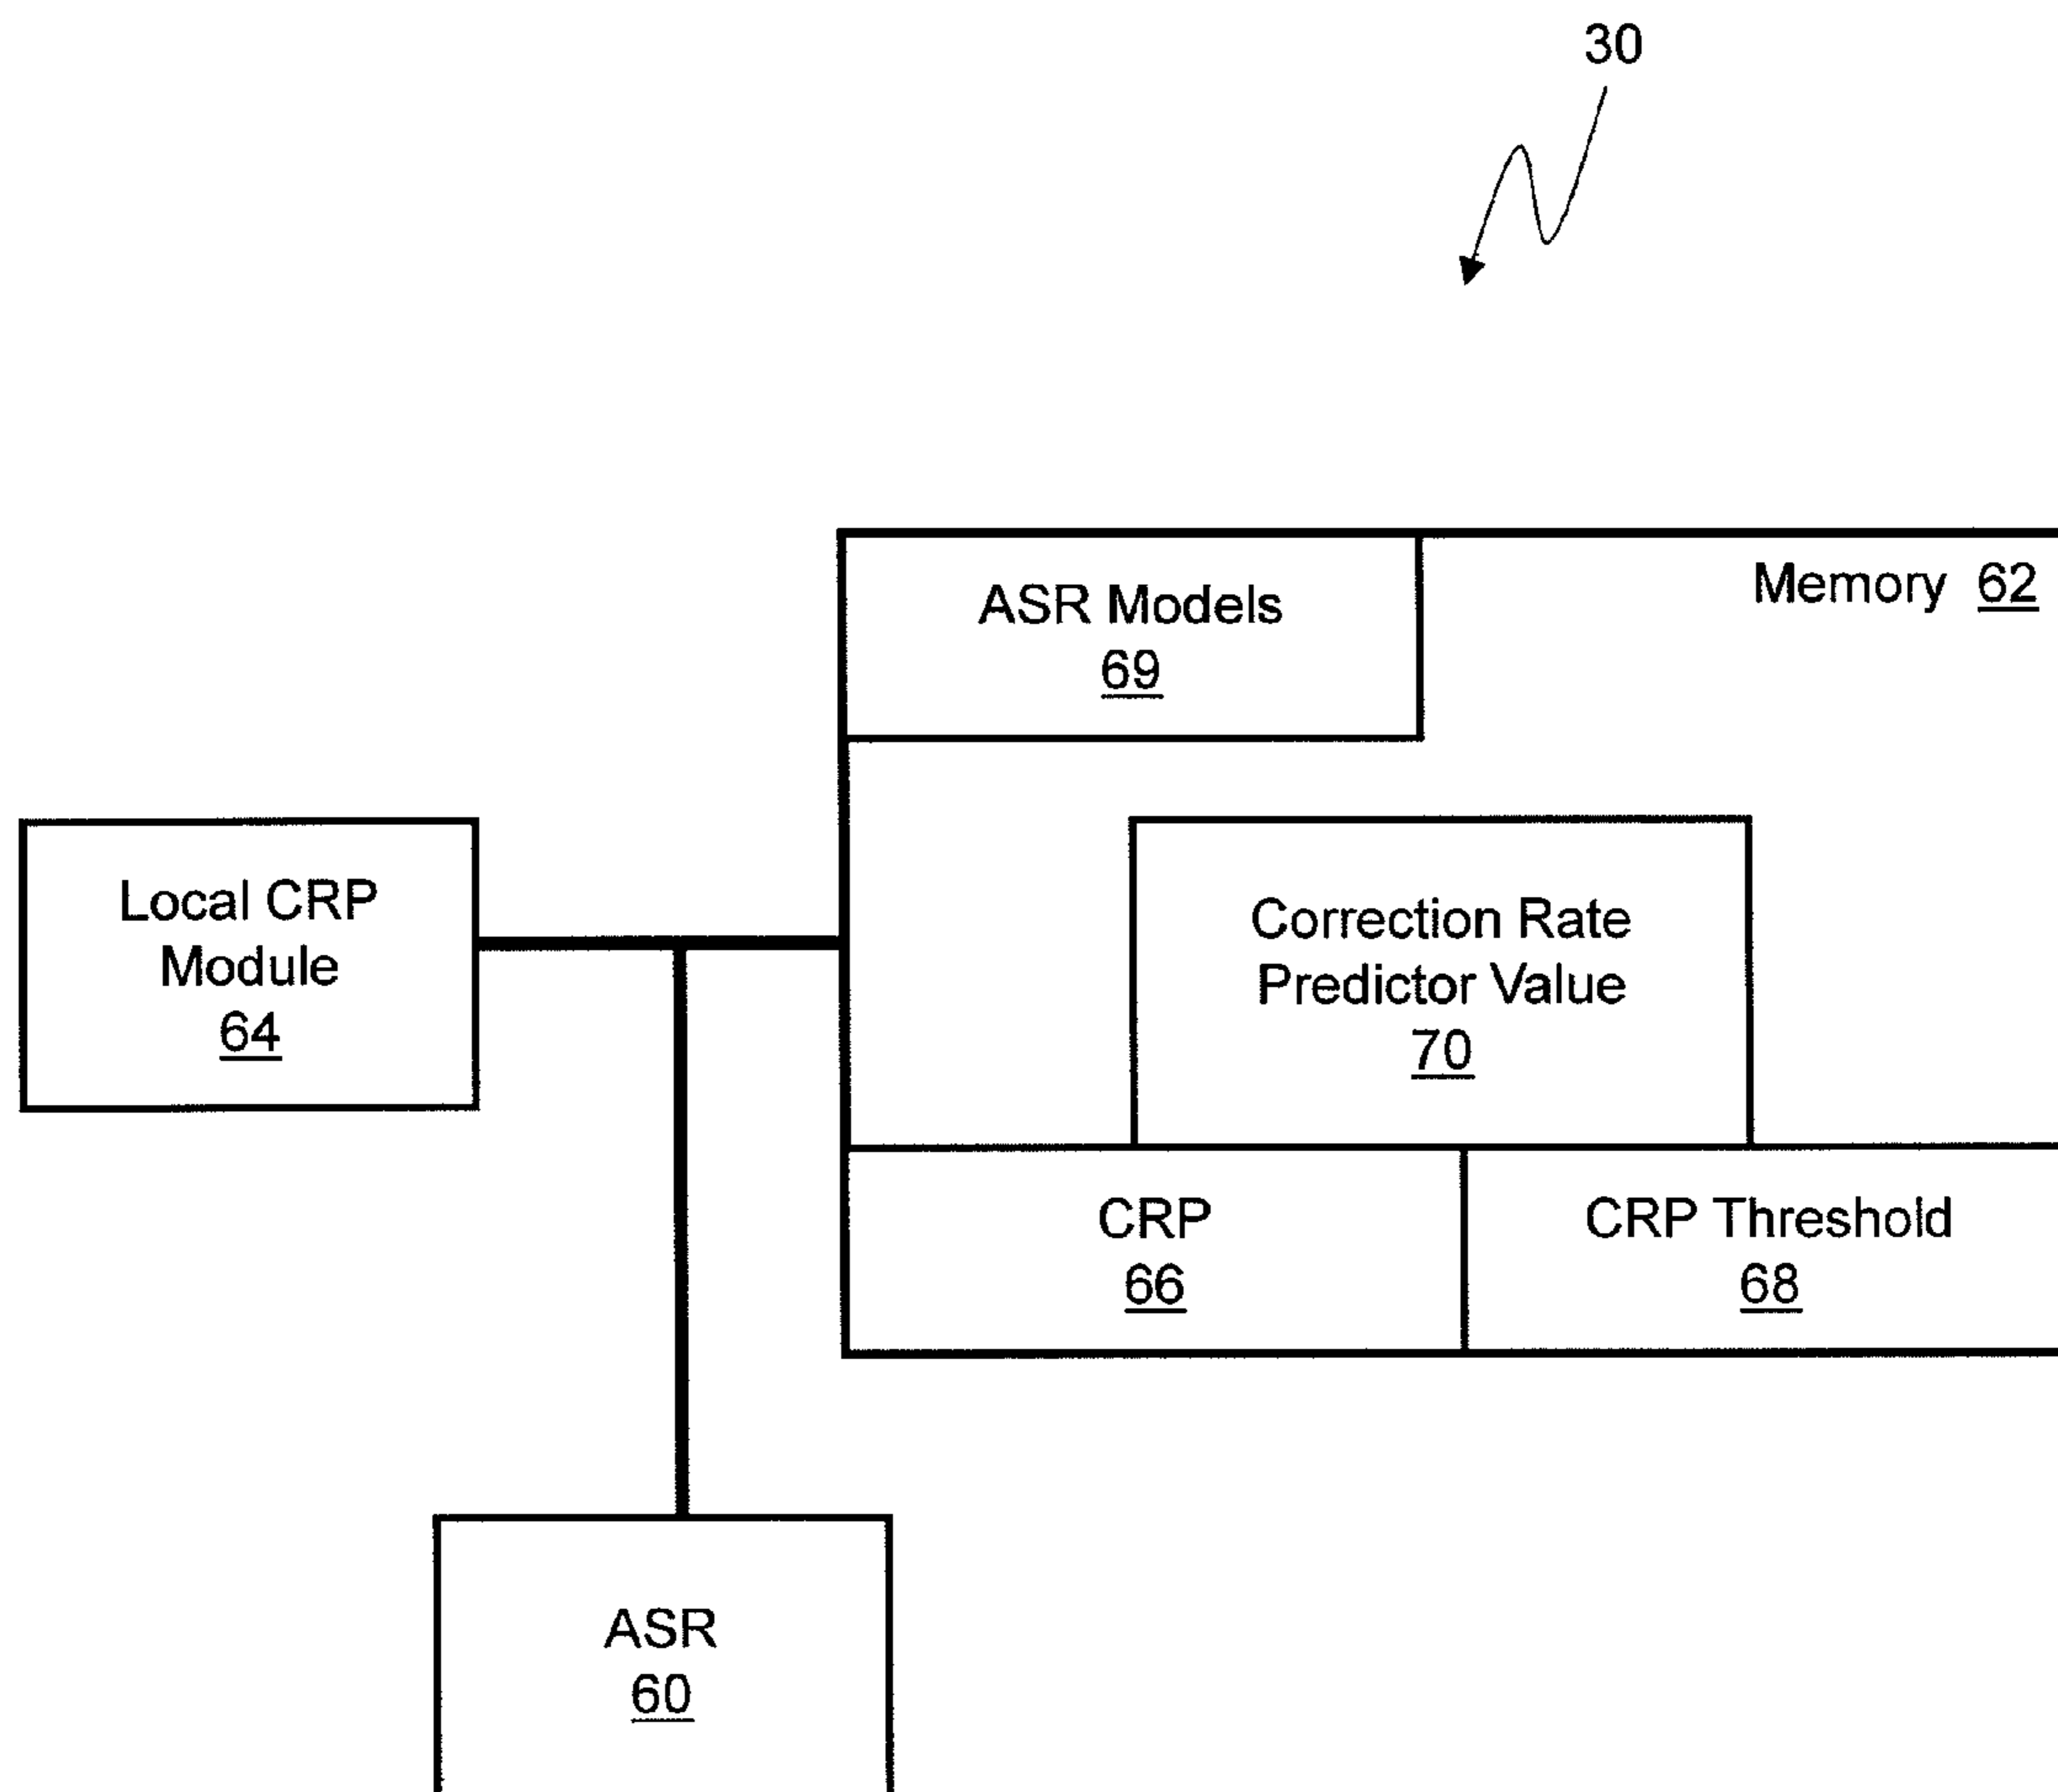 30
ASR Models
69
Memory 62
Local CRP
Module
64
Correction Rate
Predictor Value
70
CRP
66
CRP Threshold
68
ASR
60